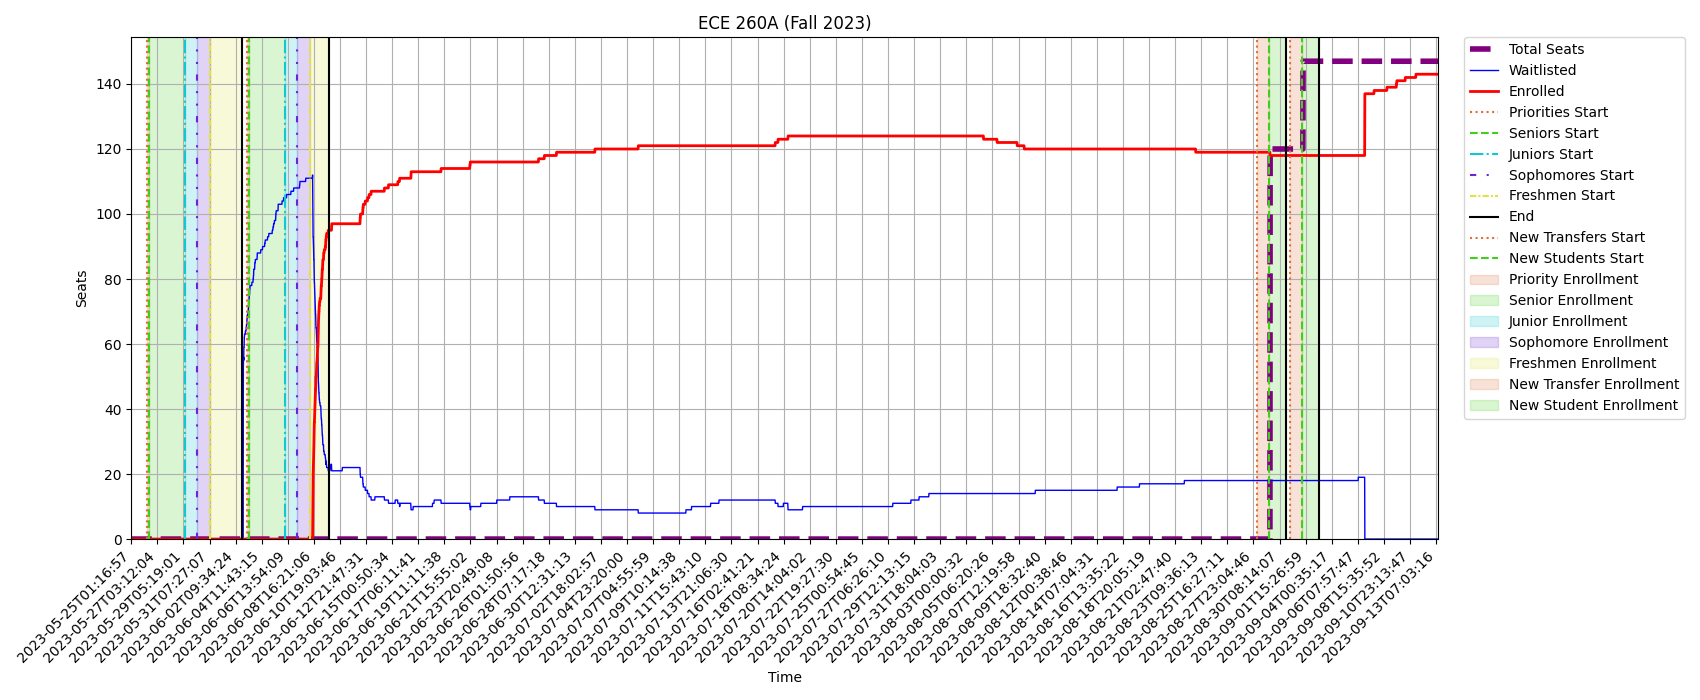 ECE 260A (Fall 2023)
Seats
140
120
100
80
60
40
20
0
2023-05-25T01:16:57
2023-05-27T03:12:04
2023-05-29T05:19:01
2023-05-31T07:27:07
2023-06-02T09:34:24
2023-06-04T11:43:15
2023-06-06T13:54:09
2023-06-08T16:21:06
2023-06-10T19:03:46
2023-06-12T21:47:31
2023-06-15T00:50:34
2023-06-17T06:11:41
2023-06-19T11:11:38
2023-06-21T15:55:02
2023-06-23T20:49:08
2023-06-26T01:50:56
2023-06-28T07:17:18
2023-06-30T12:31:13
2023-07-02T18:02:57
2023-07-04T23:20:00
2023-07-07T04:55:59
2023-07-09T10:14:38
2023-07-11T15:43:10
2023-07-13T21:06:30
2023-07-16T02:41:21
2023-07-18T08:34:24
2023-07-20T14:04:02
2023-07-22T19:27:30
2023-07-25T00:54:45
2023-07-27T06:26:10
2023-07-29T12:13:15
2023-07-31T18:04:03
2023-08-03T00:00:32
2023-08-05T06:20:26
2023-08-07T12:19:58
2023-08-09T18:32:40
2023-08-12T00:38:46
2023-08-14T07:04:31
2023-08-16T13:35:22
2023-08-18T20:05:19
2023-08-21T02:47:40
2023-08-23T09:36:13
2023-08-25T16:27:11
2023-08-27T23:04:46
2023-08-30T08:14:07
2023-09-01T15:26:59
2023-09-04T00:35:17
2023-09-06T07:57:47
2023-09-08T15:35:52
2023-09-10T23:13:47
2023-09-13T07:03:16
Time
Total Seats
Waitlisted
Enrolled
Priorities Start
Seniors Start
Juniors Start
Sophomores Start
Freshmen Start
End
New Transfers Start
New Students Start
Priority Enrollment
Senior Enrollment
Junior Enrollment
Sophomore Enrollment
Freshmen Enrollment
New Transfer Enrollment
New Student Enrollment